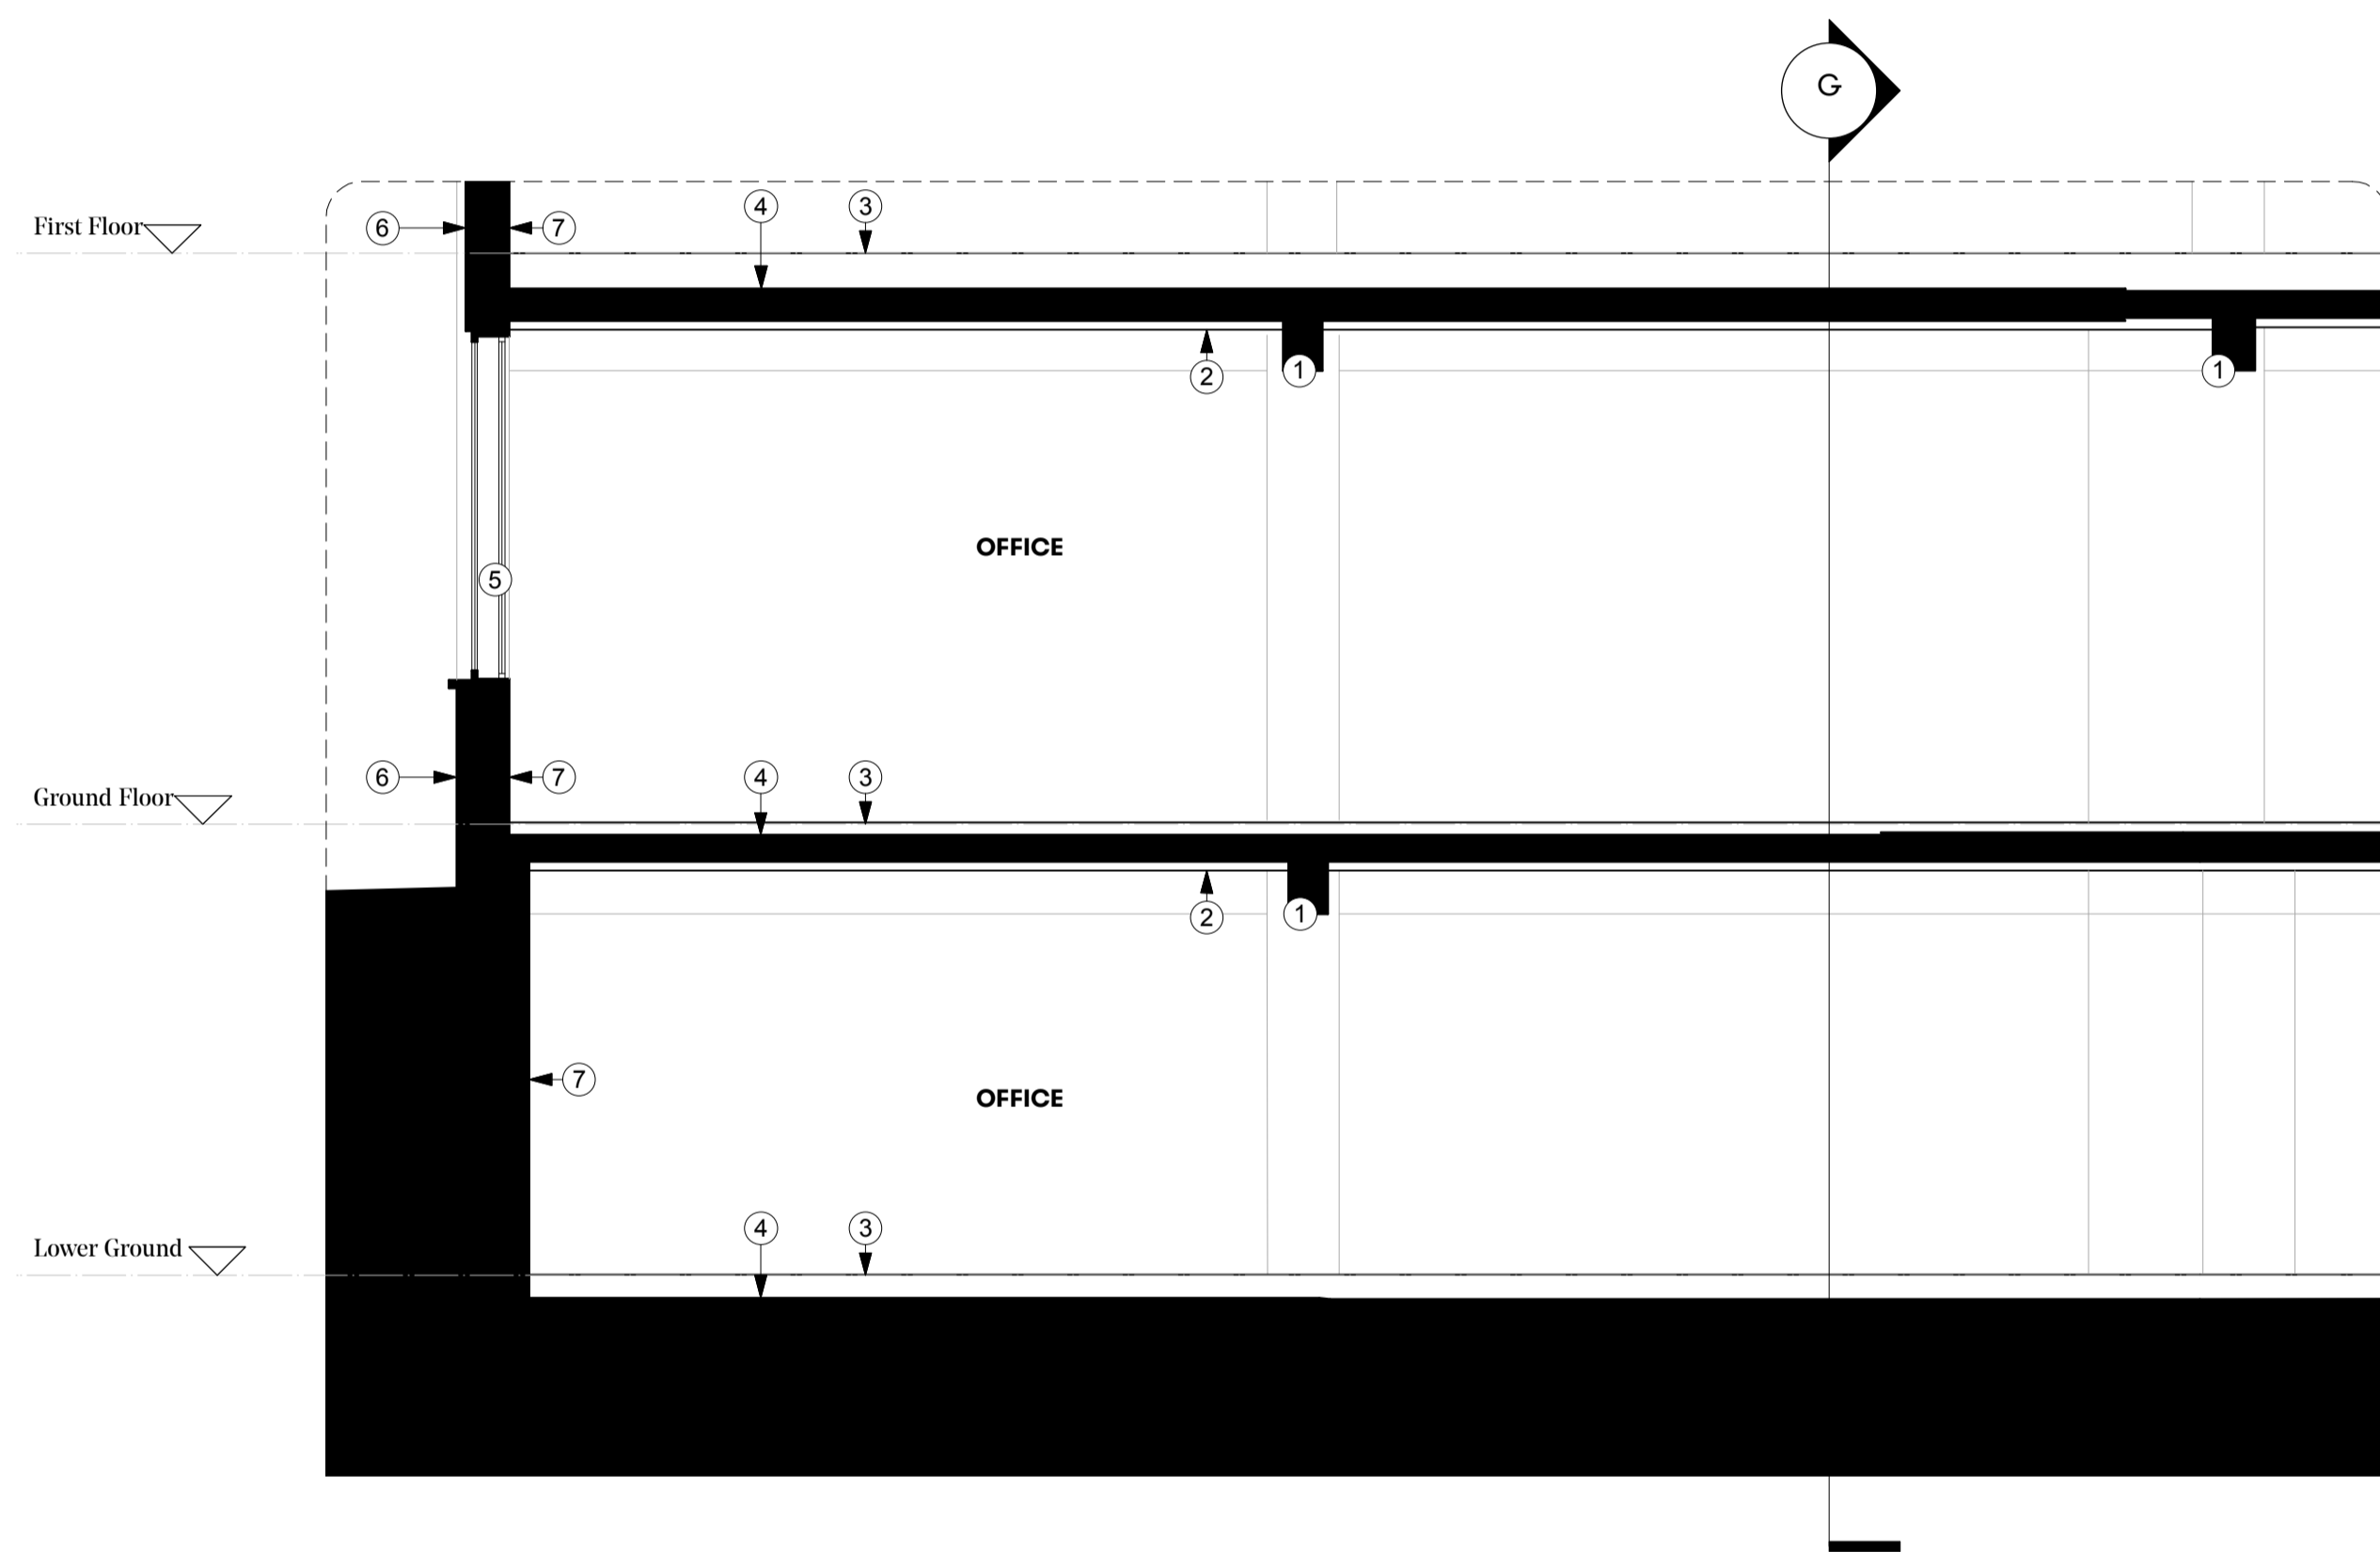 G
4 3
First Floor 6 7
2 1 1
OFFICE
5
6 7 4 3
Ground Floor
2 1
OFFICE
7
4 3
Lower Ground